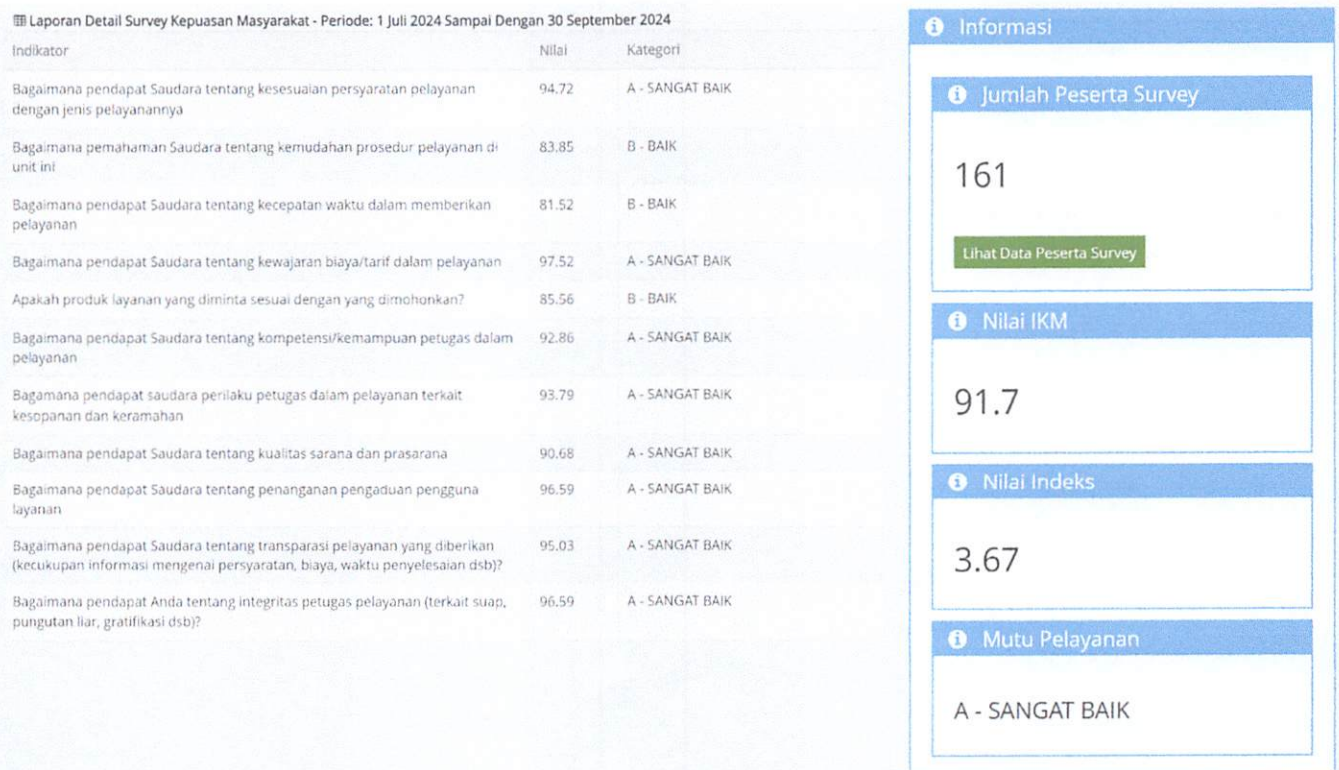 Laporan Detail Survey Kepuasan Masyarakat - Periode: 1 Juli 2024 Sampai Dengan 30 September 2024
Indikator Nilai Kategori
Bagaimana pendapat Saudara tentang kesesuaian persyaratan pelayanan 94.72 A - SANGAT BAIK
dengan jenis pelayanannya
Bagaimana pemahaman Saudara tentang kemudahan prosedur pelayanan di 83.85 B - BAIK
unit ini
Bagaimana pendapat Saudara tentang kecepatan waktu dalam memberikan 81.52 B - BAIK
pelayanan
Bagaimana pendapat Saudara tentang kewajaran biaya/tarif dalam pelayanan 97.52 A - SANGAT BAIK
Apakah produk layanan yang diminta sesuai dengan yang dimohonkan? 85.56 B - BAIK
Bagaimana pendapat Saudara tentang kompetensi/kemampuan petugas dalam 92.86 A - SANGAT BAIK
pelayanan
Bagamana pendapat saudara perilaku petugas dalam pelayanan terkait 93.79 A - SANGAT BAIK
kesopanan dan keramahan
Bagaimana pendapat Saudara tentang kualitas sarana dan prasarana 90.68 A - SANGAT BAIK
Bagaimana pendapat Saudara tentang penanganan pengaduan pengguna 96.59 A - SANGAT BAIK
layanan
Bagaimana pendapat Saudara tentang transparasi pelayanan yang diberikan 95.03 A - SANGAT BAIK
(kecukupan informasi mengenai persyaratan, biaya, waktu penyelesaian dsb)?
Bagaimana pendapat Anda tentang integritas petugas pelayanan (terkait suap, 96.59 A - SANGAT BAIK
pungutan liar, gratifikasi dsb)?
Informasi
Jumlah Peserta Survey
161
Lihat Data Peserta Survey
Nilai IKM
91.7
Nilai Indeks
3.67
Mutu Pelayanan
A - SANGAT BAIK